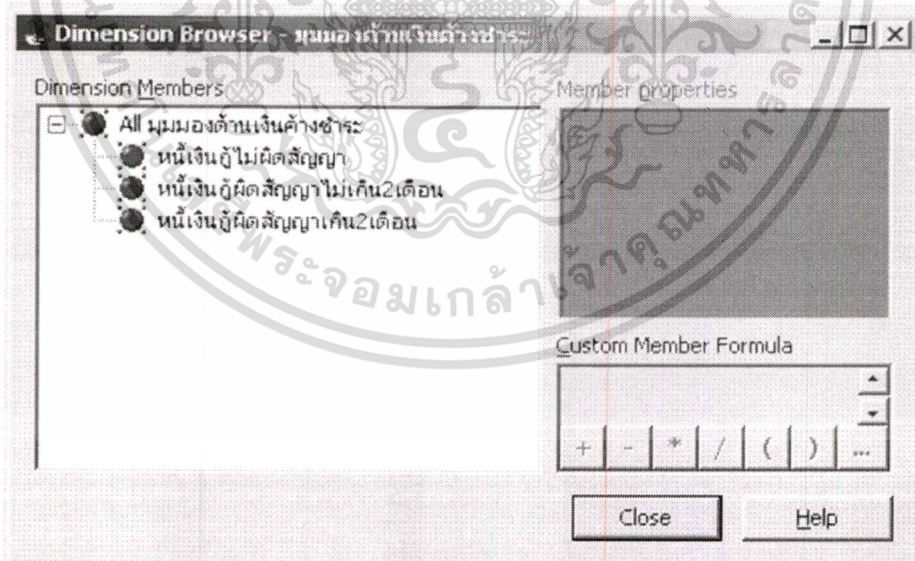 Dimension Browser - มุมมองด้านเงินค้างชำระ
Dimension Members
All มุมมองด้านเงินค้างชำระ
หนี้เงินกู้ไม่ผิดสัญญา
หนี้เงินกู้ผิดสัญญาไม่เกิน2เดือน
หนี้เงินกู้ผิดสัญญาเกิน2เดือน
Member properties
Custom Member Formula
+ - * / ( ) ...
Close Help